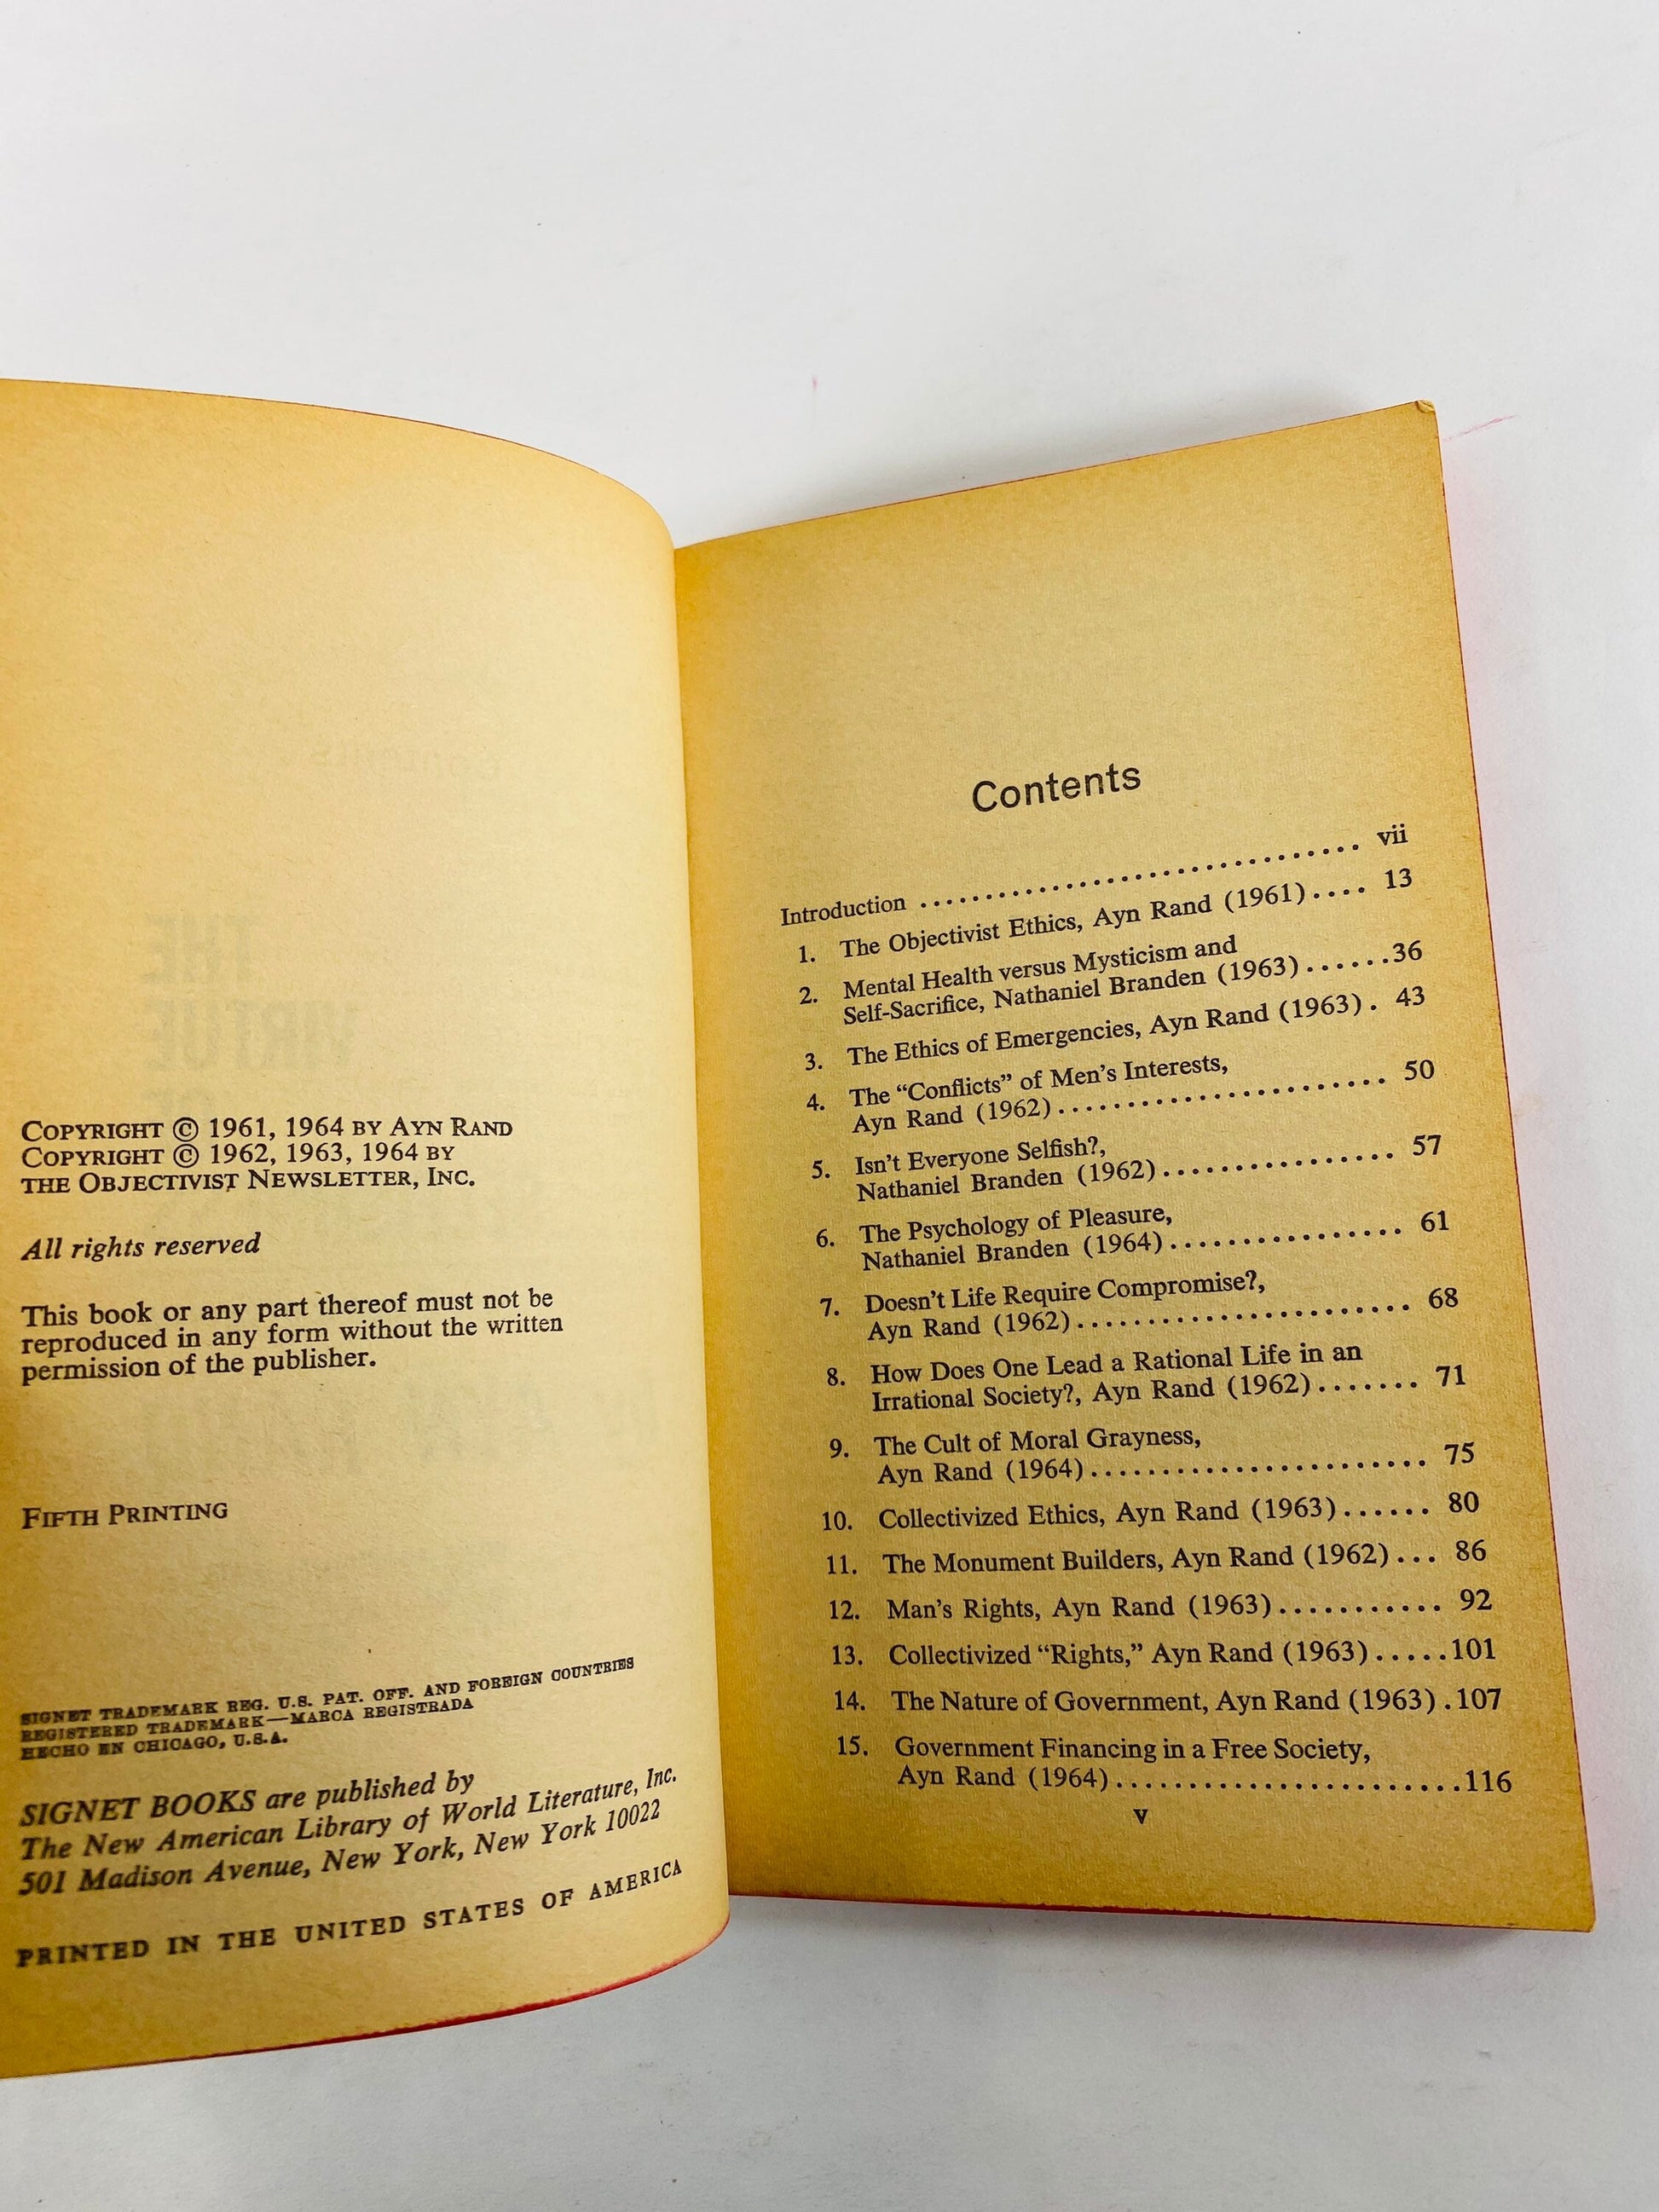 COPYRIGHT © 1961, 1964 BY AYN RAND
COPYRIGHT © 1962, 1963, 1964 BY
THE OBJECTIVIST NEWSLETTER, INC.
All rights reserved
This book or any part thereof must not be
reproduced in any form without the written
permission of the publisher.
FIFTH PRINTING
SIGNET TRADEMARK REG. U.S. PAT. OFF. AND FOREIGN COUNTRIES
REGISTERED TRADEMARK—MARCA REGISTRADA
HECHO EN CHICAGO, U.S.A.
SIGNET BOOKS are published by
The New American Library of World Literature, Inc.
501 Madison Avenue, New York, New York 10022
PRINTED IN THE UNITED STATES OF AMERICA
Contents
Introduction ................................ vii
1. The Objectivist Ethics, Ayn Rand (1961).... 13
2. Mental Health versus Mysticism and
Self-Sacrifice, Nathaniel Branden (1963)......36
3. The Ethics of Emergencies, Ayn Rand (1963). 43
4. The “Conflicts” of Men’s Interests,
Ayn Rand (1962)........................ 50
5. Isn’t Everyone Selfish?,
Nathaniel Branden (1962)................ 57
6. The Psychology of Pleasure,
Nathaniel Branden (1964)................ 61
7. Doesn’t Life Require Compromise?,
Ayn Rand (1962)........................ 68
8. How Does One Lead a Rational Life in an
Irrational Society?, Ayn Rand (1962)....... 71
9. The Cult of Moral Grayness,
Ayn Rand (1964)........................ 75
10. Collectivized Ethics, Ayn Rand (1963)...... 80
11. The Monument Builders, Ayn Rand (1962)... 86
12. Man’s Rights, Ayn Rand (1963)........... 92
13. Collectivized “Rights,” Ayn Rand (1963).....101
14. The Nature of Government, Ayn Rand (1963).107
15. Government Financing in a Free Society,
Ayn Rand (1964)........................116
v